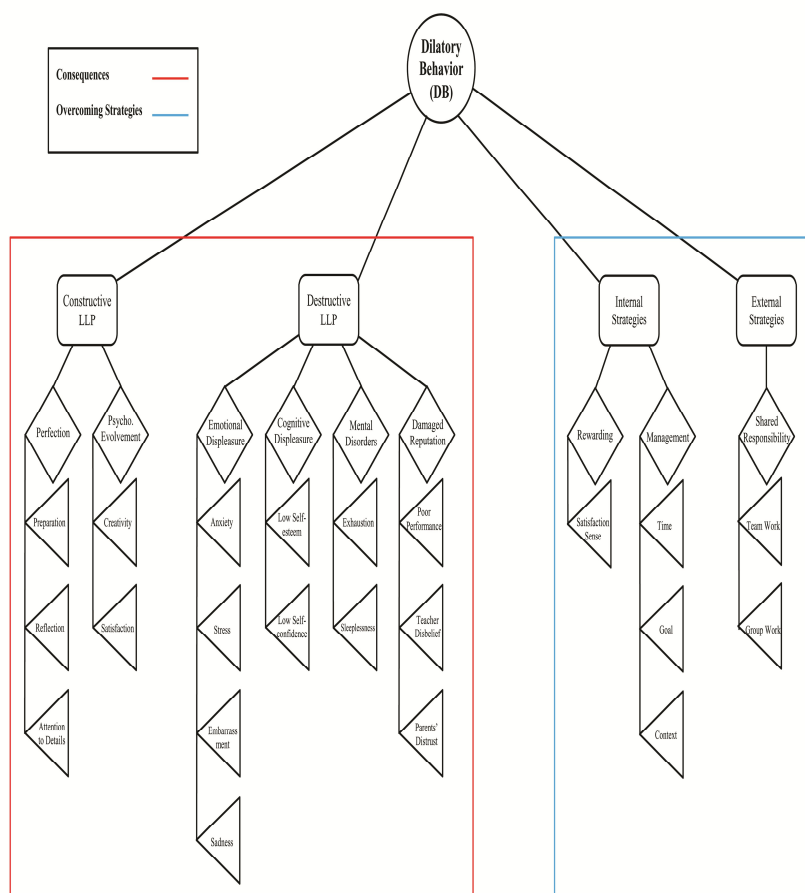 Dilatory
Behavior
(DB)
Consequences
Overcoming Strategies
Constructive
LLP
Destructive
LLP
Internal
Strategies
External
Strategies
Perfection
Psycho.
Evolvement
Emotional
Displeasure
Cognitive
Displeasure
Mental
Disorders
Damaged
Reputation
Rewarding
Management
Shared
Responsibility
Preparation
Creativity
Anxiety
Low Self-
esteem
Exhaustion
Poor
Performance
Satisfaction
Sense
Time
Team Work
Reflection
Satisfaction
Stress
Low Self-
confidence
Sleeplessness
Teacher
Disbelief
Goal
Group Work
Attention
to Details
Embarrass
ment
Parents'
Distrust
Context
Sadness